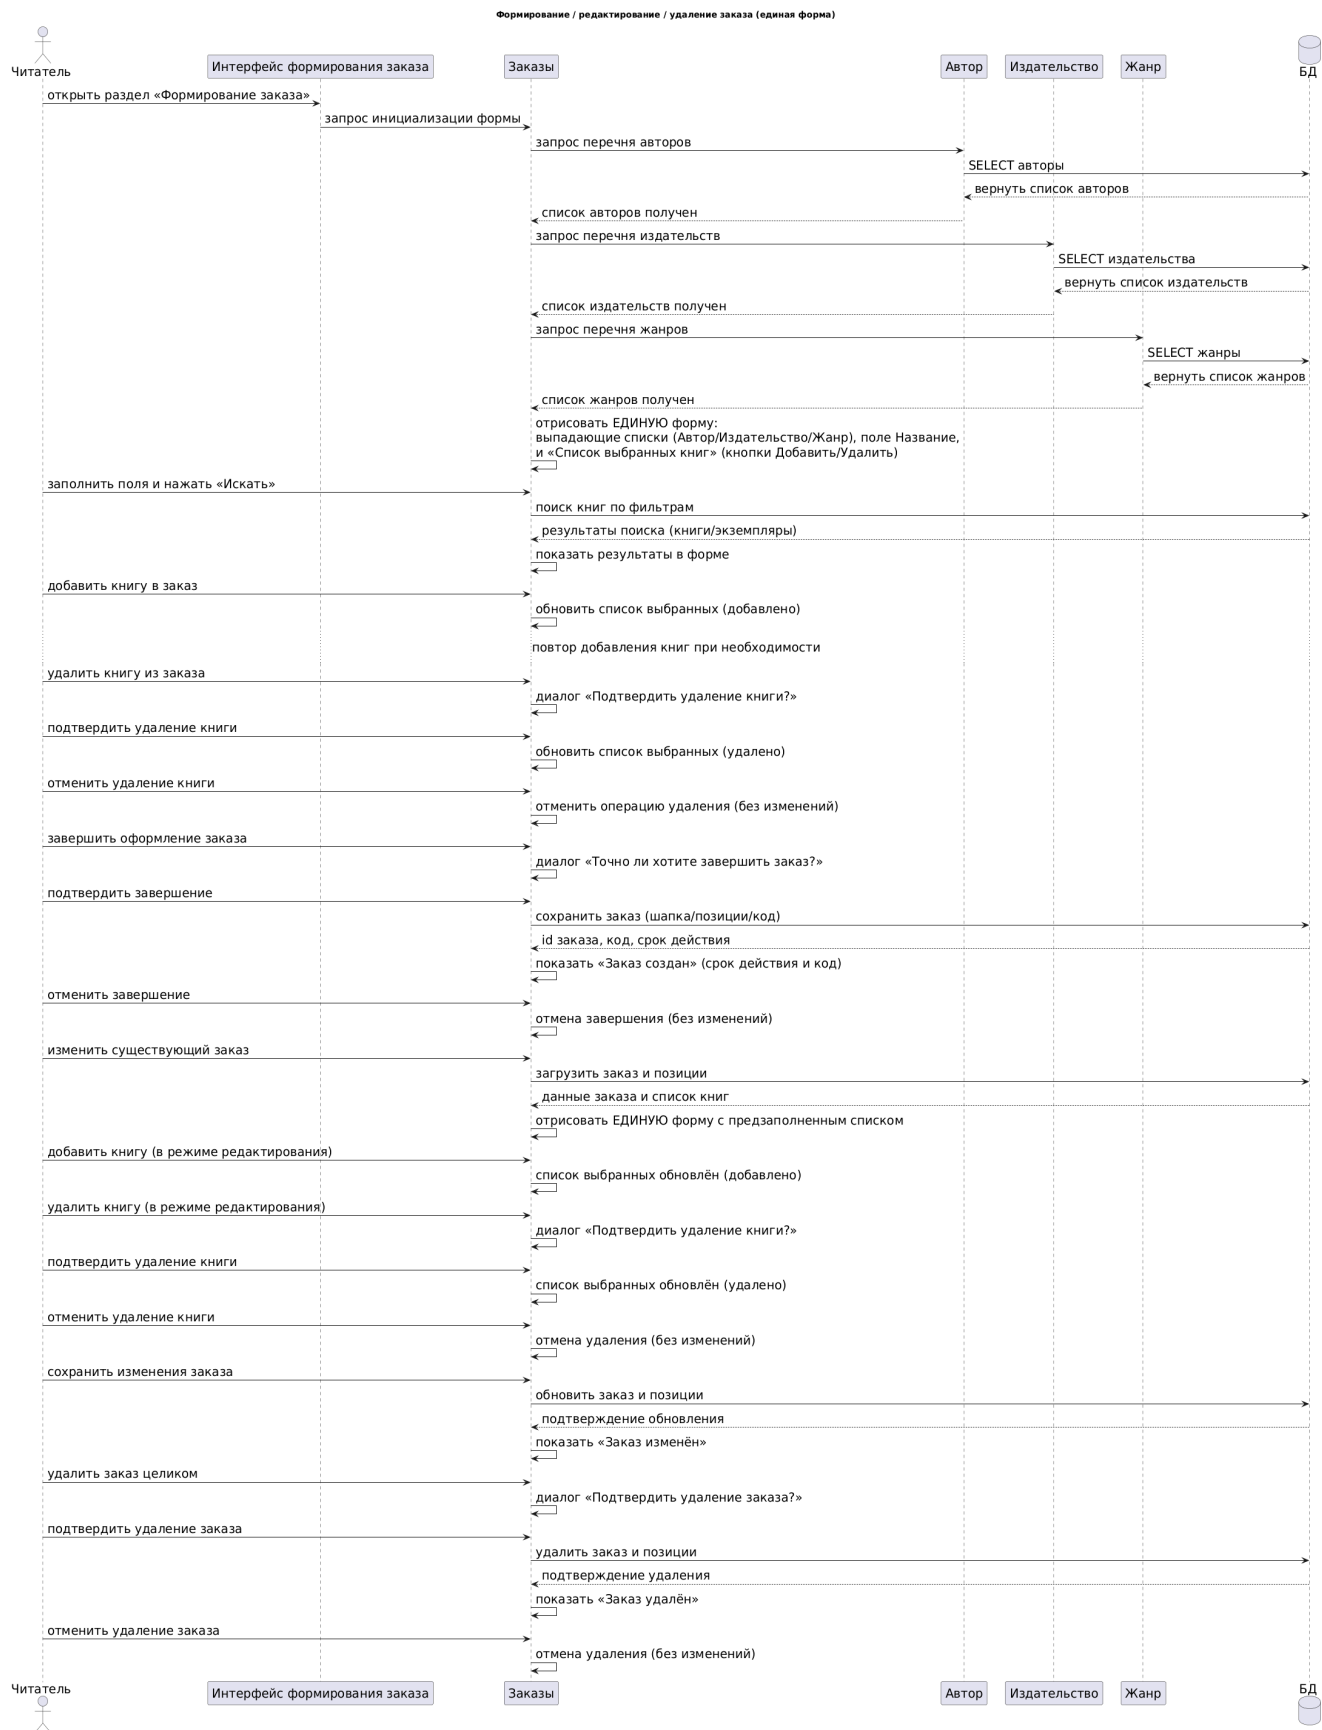 Формирование / редактирование / удаление заказа (единая форма)
Читатель
Интерфейс формирования заказа
Заказы
Автор
Издательство
Жанр
БД
открыть раздел «Формирование заказа»
запрос инициализации формы
запрос перечня авторов
SELECT авторы
вернуть список авторов
список авторов получен
запрос перечня издательств
SELECT издательства
вернуть список издательств
список издательств получен
запрос перечня жанров
SELECT жанры
вернуть список жанров
список жанров получен
отрисовать ЕДИНУЮ форму:
выпадающие списки (Автор/Издательство/Жанр), поле Название,
и «Список выбранных книг» (кнопки Добавить/Удалить)
заполнить поля и нажать «Искать»
поиск книг по фильтрам
результаты поиска (книги/экземпляры)
показать результаты в форме
добавить книгу в заказ
обновить список выбранных (добавлено)
повтор добавления книг при необходимости
удалить книгу из заказа
диалог «Подтвердить удаление книги?»
подтвердить удаление книги
обновить список выбранных (удалено)
отменить удаление книги
отменить операцию удаления (без изменений)
завершить оформление заказа
диалог «Точно ли хотите завершить заказ?»
подтвердить завершение
сохранить заказ (шапка/позиции/код)
id заказа, код, срок действия
показать «Заказ создан» (срок действия и код)
отменить завершение
отмена завершения (без изменений)
изменить существующий заказ
загрузить заказ и позиции
данные заказа и список книг
отрисовать ЕДИНУЮ форму с предзаполненным списком
добавить книгу (в режиме редактирования)
список выбранных обновлён (добавлено)
удалить книгу (в режиме редактирования)
диалог «Подтвердить удаление книги?»
подтвердить удаление книги
список выбранных обновлён (удалено)
отменить удаление книги
отмена удаления (без изменений)
сохранить изменения заказа
обновить заказ и позиции
подтверждение обновления
показать «Заказ изменён»
удалить заказ целиком
диалог «Подтвердить удаление заказа?»
подтвердить удаление заказа
удалить заказ и позиции
подтверждение удаления
показать «Заказ удалён»
отменить удаление заказа
отмена удаления (без изменений)
Читатель
Интерфейс формирования заказа
Заказы
Автор
Издательство
Жанр
БД